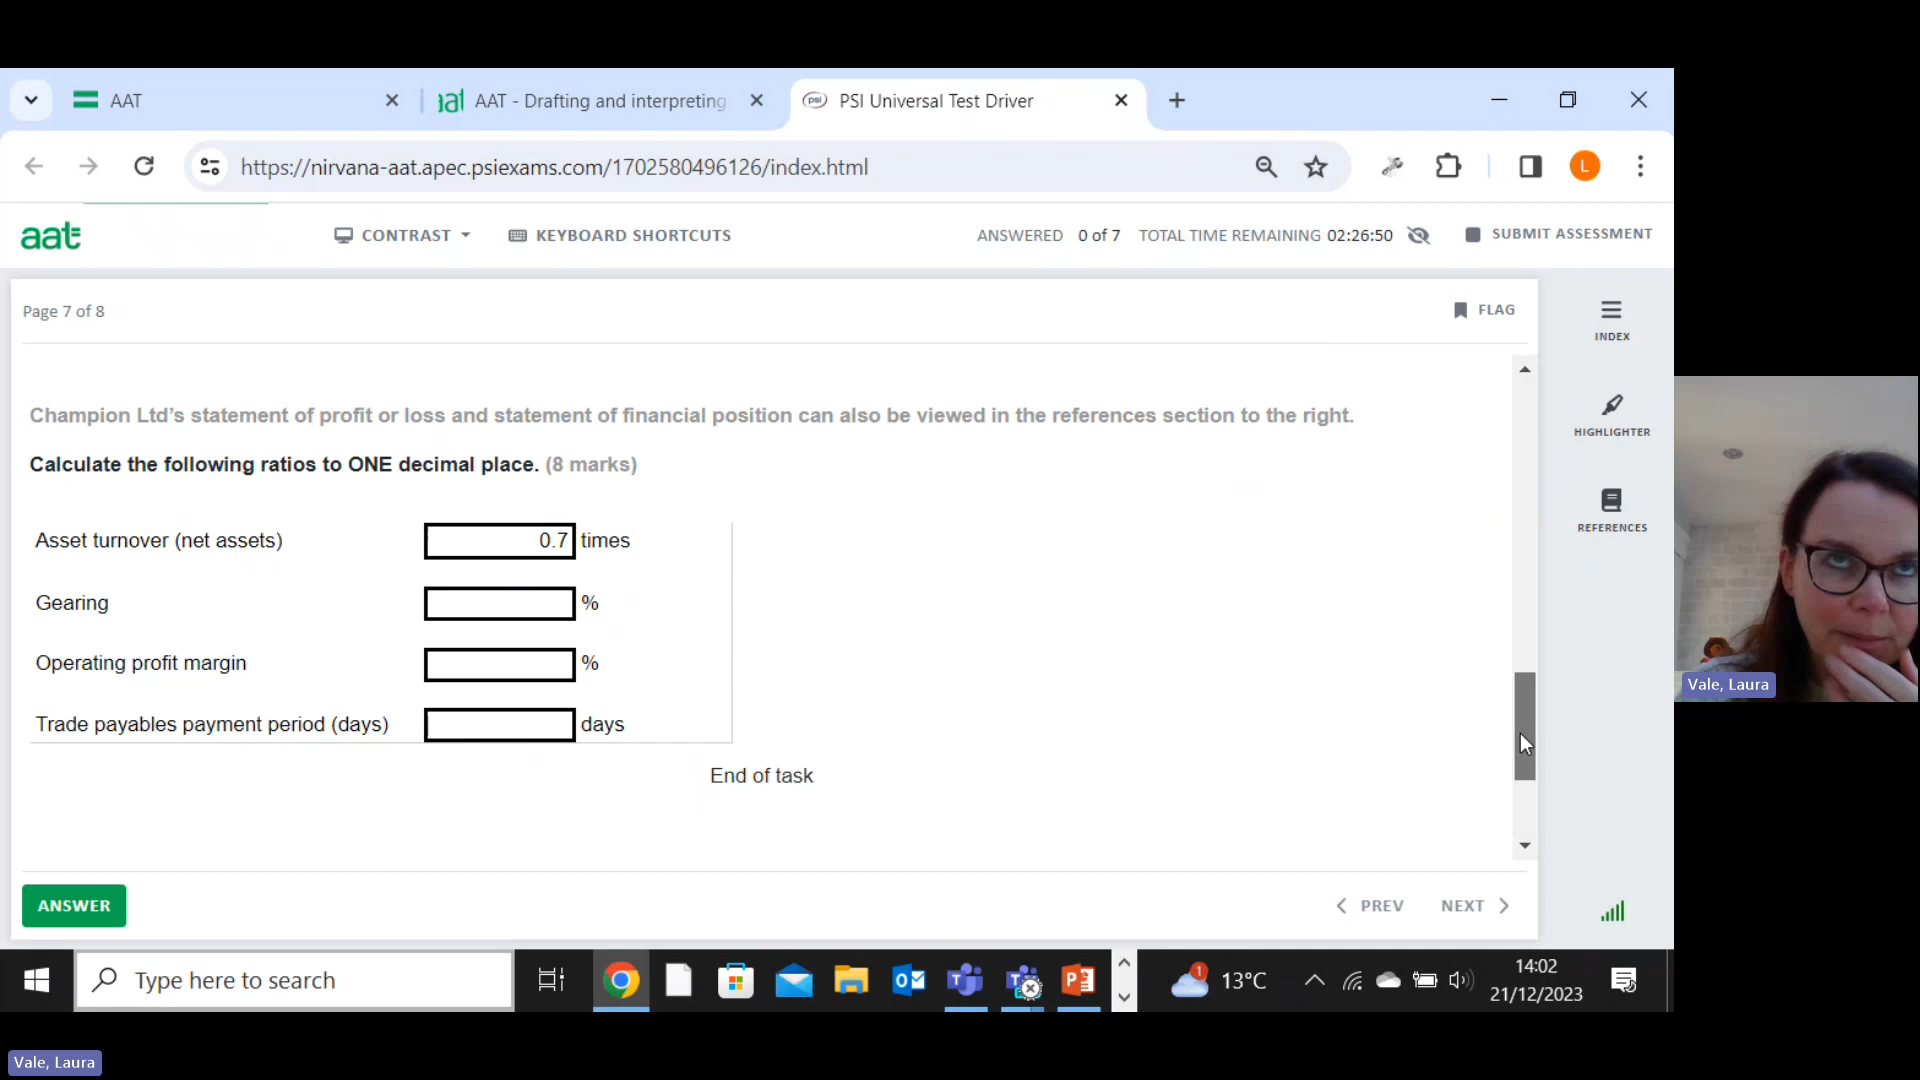 AAT
aat
AAT - Drafting and interpreting
psi
PSI Universal Test Driver
https://nirvana-aat.apec.psiexams.com/1702580496126/index.html
L
aat
CONTRAST
KEYBOARD SHORTCUTS
ANSWERED 0 of 7
TOTAL TIME REMAINING 02:26:50
SUBMIT ASSESSMENT
Page 7 of 8
FLAG
INDEX
HIGHLIGHTER
REFERENCES
Champion Ltd's statement of profit or loss and statement of financial position can also be viewed in the references section to the right.
Calculate the following ratios to ONE decimal place. (8 marks)
Asset turnover (net assets) 0.7 times
Gearing %
Operating profit margin %
Trade payables payment period (days) days
End of task
ANSWER
PREV
NEXT
Vale, Laura
Type here to search
1
13°C
14:02
21/12/2023
Vale, Laura